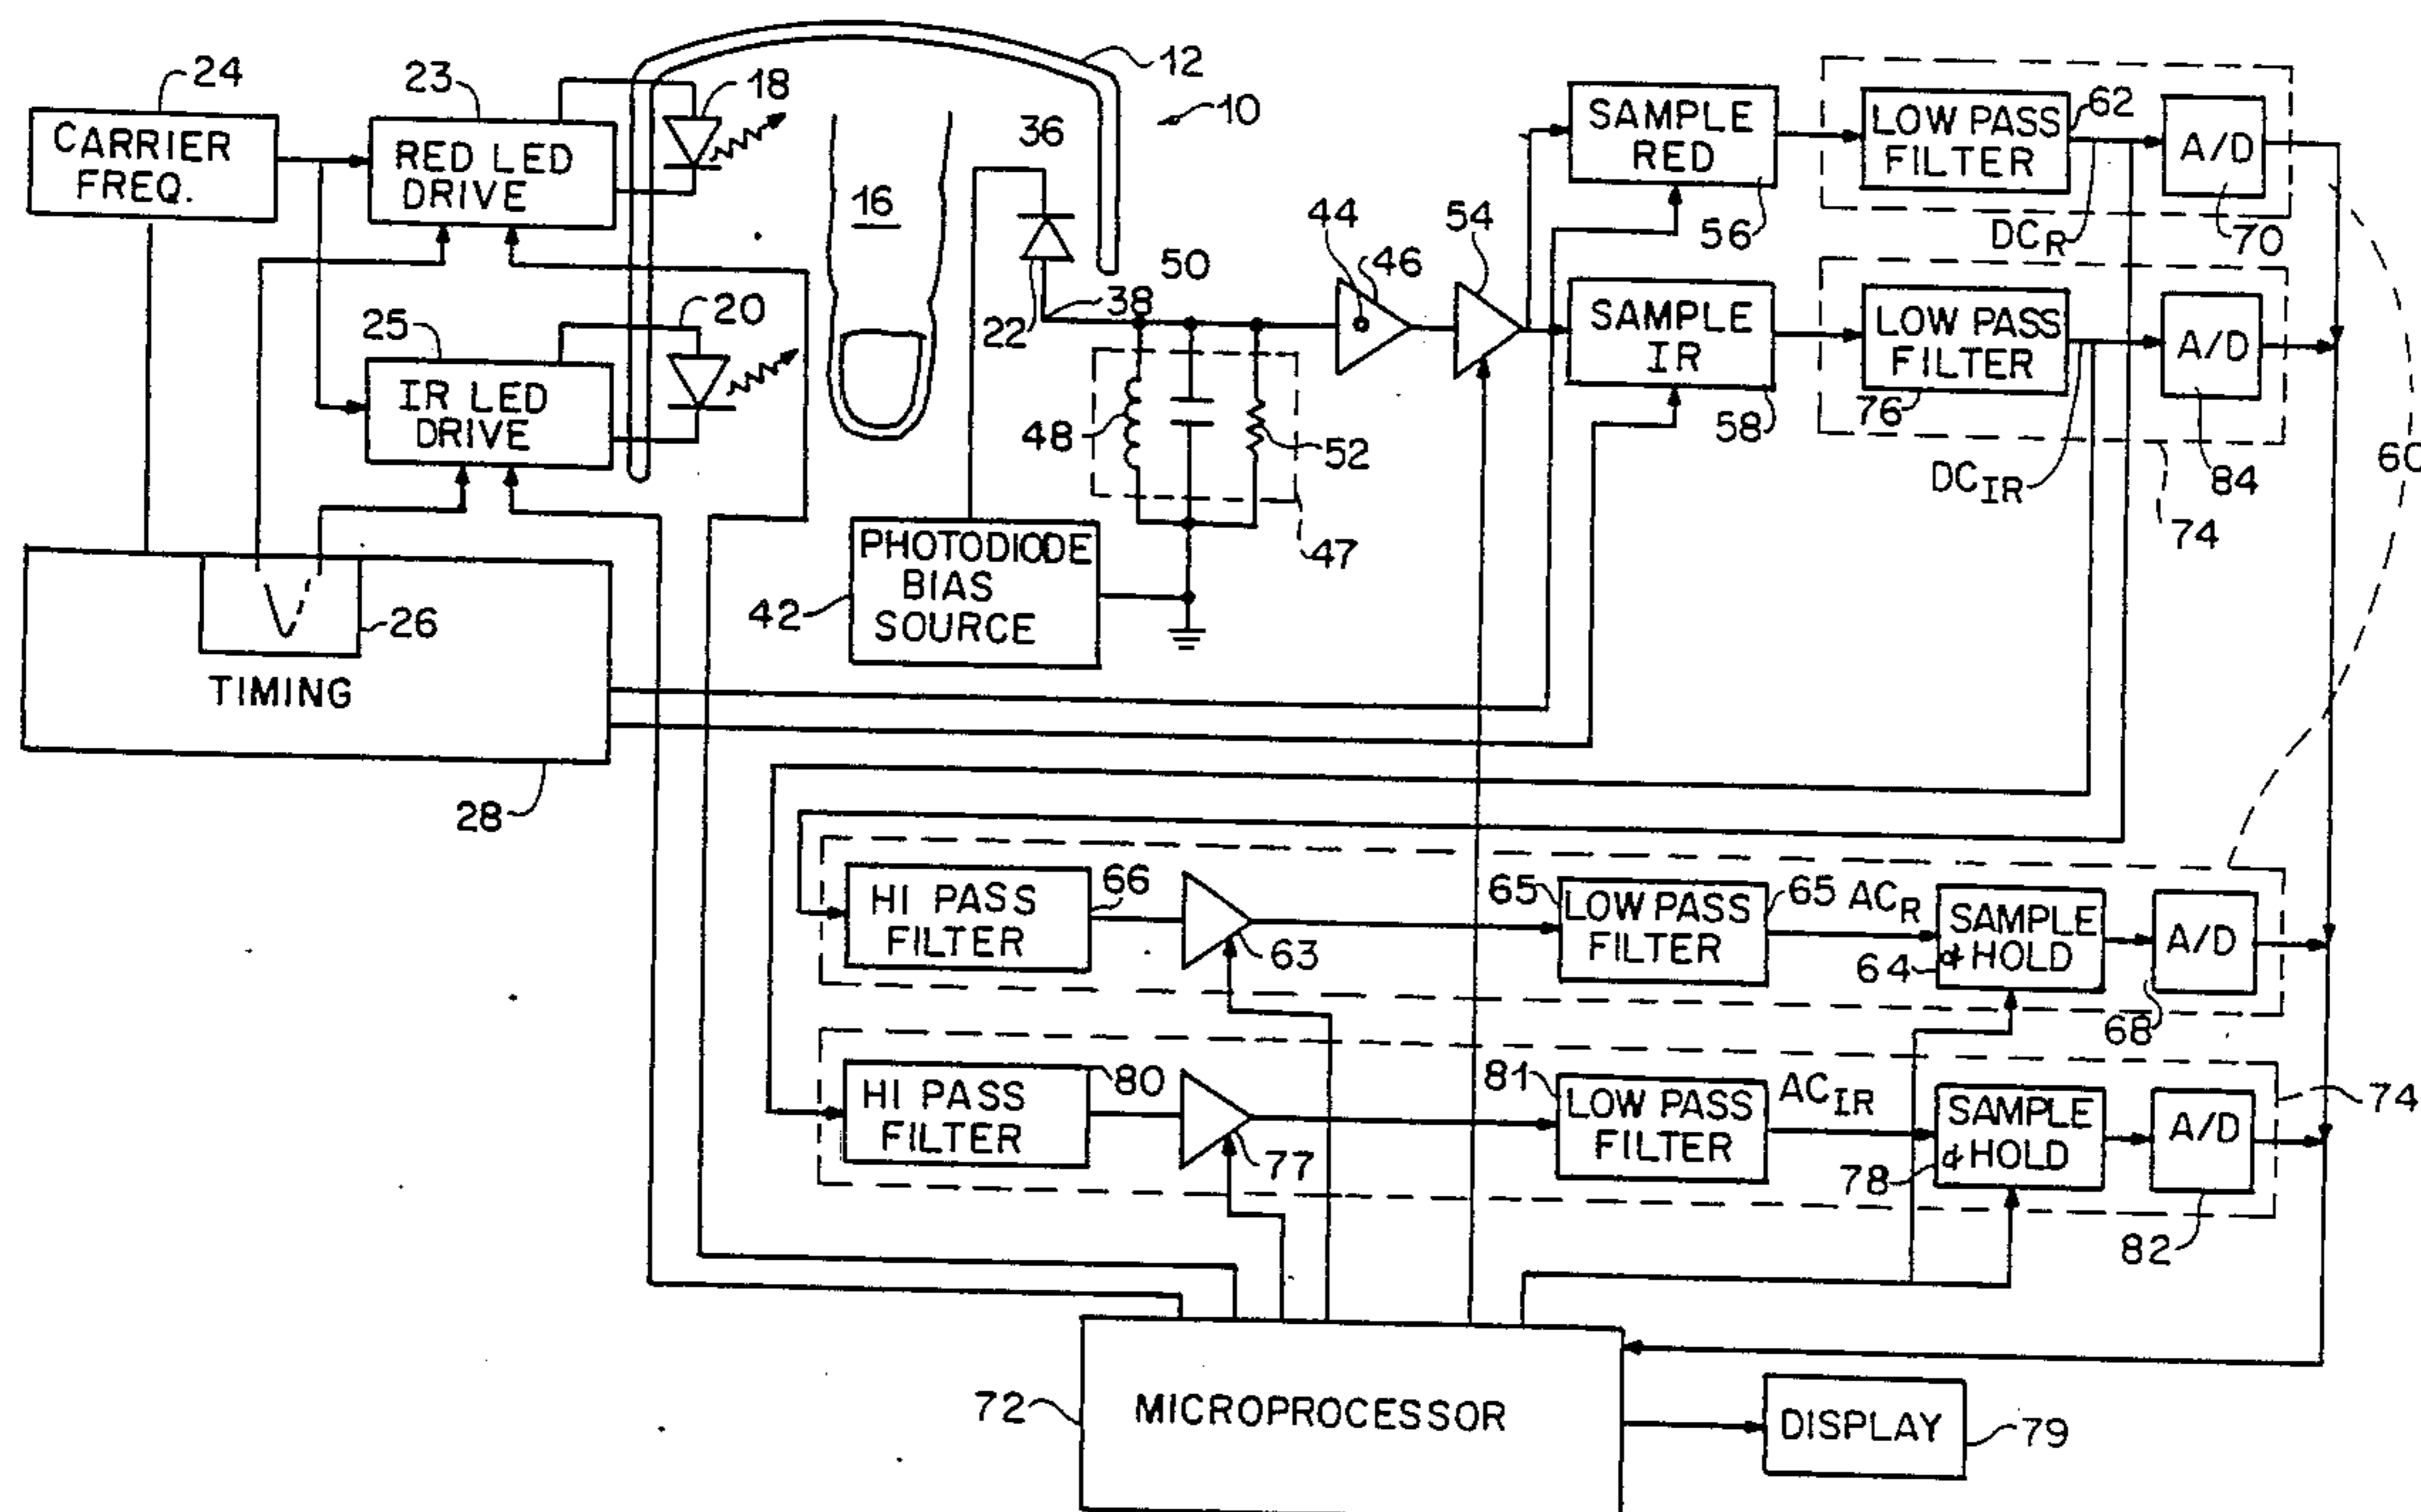 24
CARRIER
FREQ.
23
RED LED
DRIVE
18
12
10
16
36
22
38
50
20
25
IR LED
DRIVE
48
52
47
PHOTODIODE
BIAS
SOURCE
42
26
TIMING
28
44
46
54
SAMPLE
RED
56
SAMPLE
IR
58
LOW PASS
FILTER
62
A/D
70
DCR
LOW PASS
FILTER
76
A/D
84
DCIR
74
60
HI PASS
FILTER
66
63
65
LOW PASS
FILTER
65
ACR
SAMPLE
& HOLD
64
A/D
68
HI PASS
FILTER
80
77
81
LOW PASS
FILTER
ACIR
SAMPLE
& HOLD
78
A/D
82
74
72
MICROPROCESSOR
DISPLAY
79